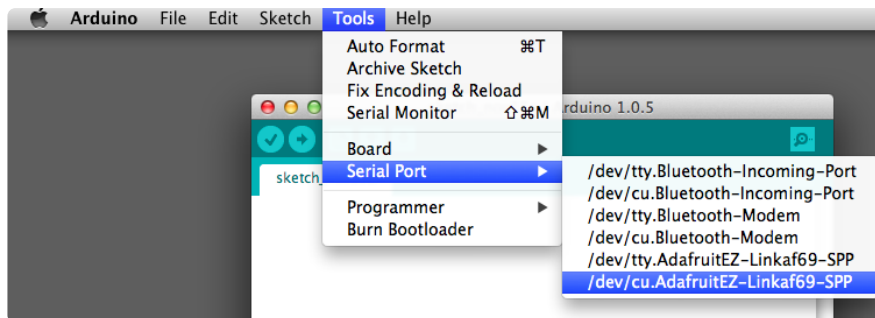 Arduino File Edit Sketch Tools Help
Auto Format ⌘T
Archive Sketch
Fix Encoding & Reload
Serial Monitor ⇧⌘M
rduino 1.0.5
Board ▶
sketch_
Serial Port ▶
Programmer ▶
Burn Bootloader
/dev/tty.Bluetooth-Incoming-Port
/dev/cu.Bluetooth-Incoming-Port
/dev/tty.Bluetooth-Modem
/dev/cu.Bluetooth-Modem
/dev/tty.AdafruitEZ-Linkaf69-SPP
/dev/cu.AdafruitEZ-Linkaf69-SPP